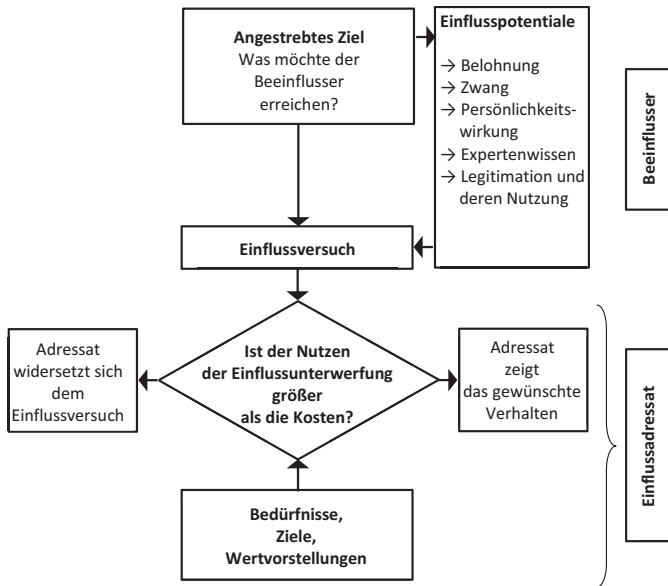 Angestrebtes Ziel
Was möchte der
Beeinflusser
erreichen?
Einflusspotentiale
→ Belohnung
→ Zwang
→ Persönlichkeits-
wirkung
→ Expertenwissen
→ Legitimation und
deren Nutzung
Beeinflusser
Einflussversuch
Adressat
widersetzt sich
dem
Einflussversuch
Ist der Nutzen
der Einflussunterwerfung
größer
als die Kosten?
Adressat
zeigt
das gewünschte
Verhalten
Einflussadressat
Bedürfnisse,
Ziele,
Wertvorstellungen